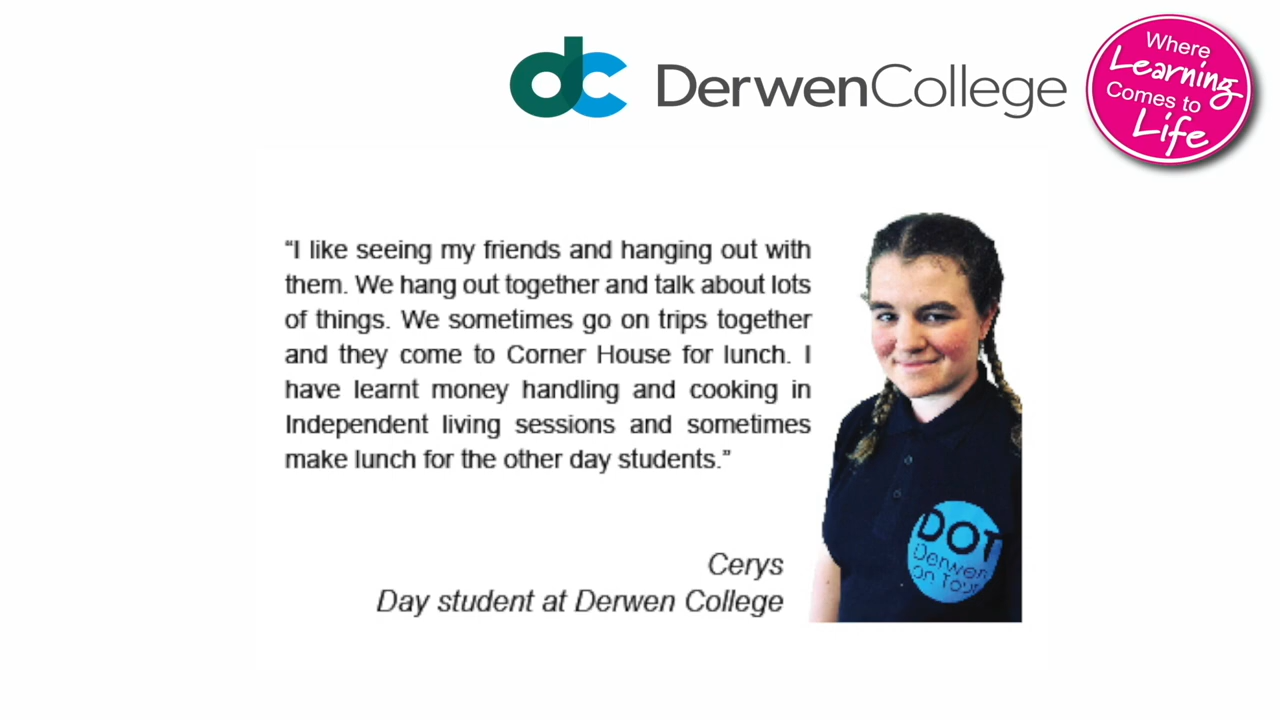 dc DerwenCollege
Where
Learning
Comes to
Life
“I like seeing my friends and hanging out with
them. We hang out together and talk about lots
of things. We sometimes go on trips together
and they come to Corner House for lunch. I
have learnt money handling and cooking in
Independent living sessions and sometimes
make lunch for the other day students.”
Cerys
Day student at Derwen College
DOT
Derwen
on Tour